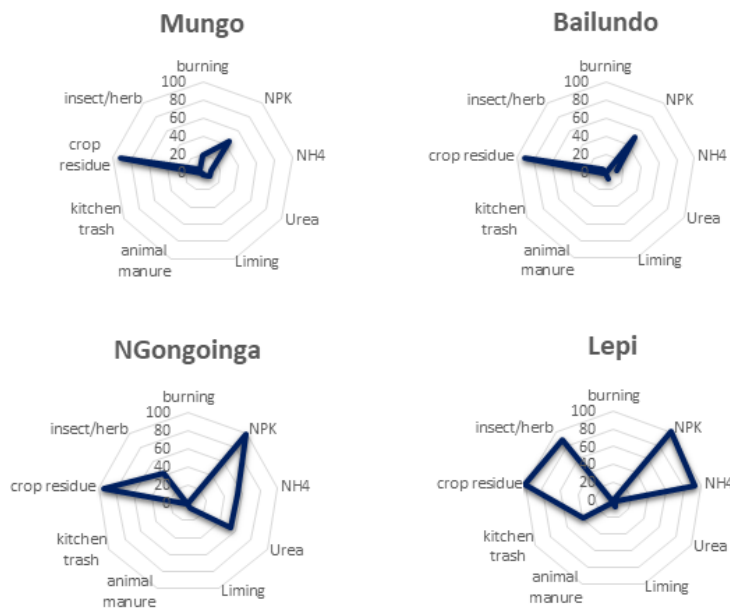 Mungo
burning
100
80
60
40
20
0
NPK
NH4
Urea
Liming
animal
manure
kitchen
trash
crop
residue
insect/herb
Bailundo
burning
100
80
60
40
20
0
NPK
NH4
Urea
Liming
animal
manure
kitchen
trash
crop residue
insect/herb
NGongoinga
burning
100
80
60
40
20
0
NPK
NH4
Urea
Liming
animal
manure
kitchen
trash
crop residue
insect/herb
Lepi
burning
100
80
60
40
20
0
NPK
NH4
Urea
Liming
animal
manure
kitchen
trash
crop residue
insect/herb